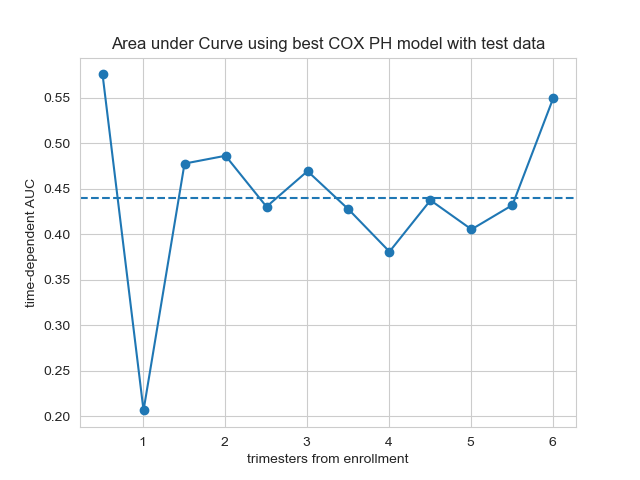 Area under Curve using best COX PH model with test data
time-dependent AUC
0.55
0.50
0.45
0.40
0.35
0.30
0.25
0.20
1 2 3 4 5 6
trimesters from enrollment